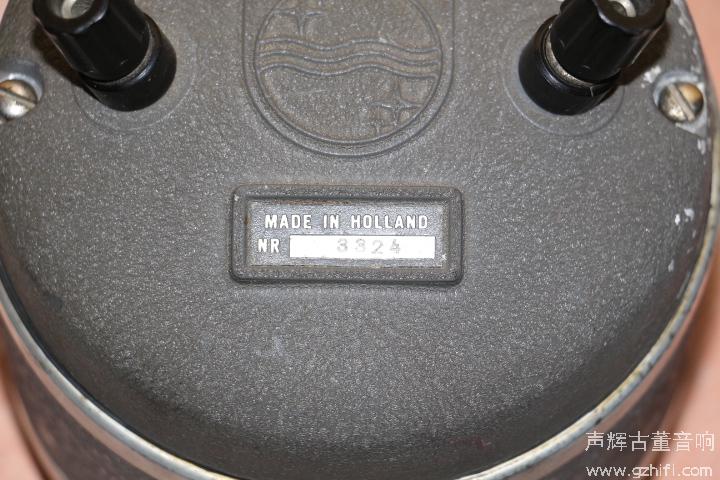 MADE IN HOLLAND
NR 3324
声辉古董音响
www.gzhifi.com